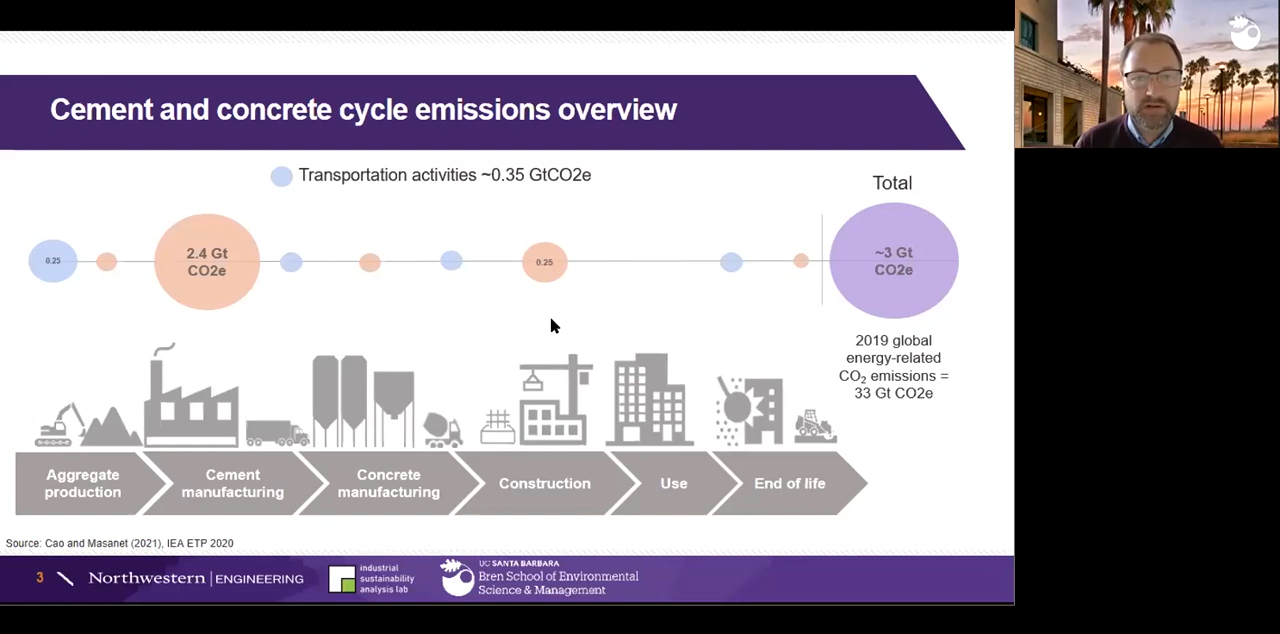 Cement and concrete cycle emissions overview
Transportation activities ~0.35 GtCO2e
Total
0.25
2.4 Gt
CO2e
0.25
~3 Gt
CO2e
2019 global
energy-related
CO₂ emissions =
33 Gt CO2e
Aggregate
production
Cement
manufacturing
Concrete
manufacturing
Construction
Use
End of life
Source: Cao and Masanet (2021), IEA ETP 2020
3
Northwestern | ENGINEERING
industrial
sustainability
analysis lab
UC SANTA BARBARA
Bren School of Environmental
Science & Management